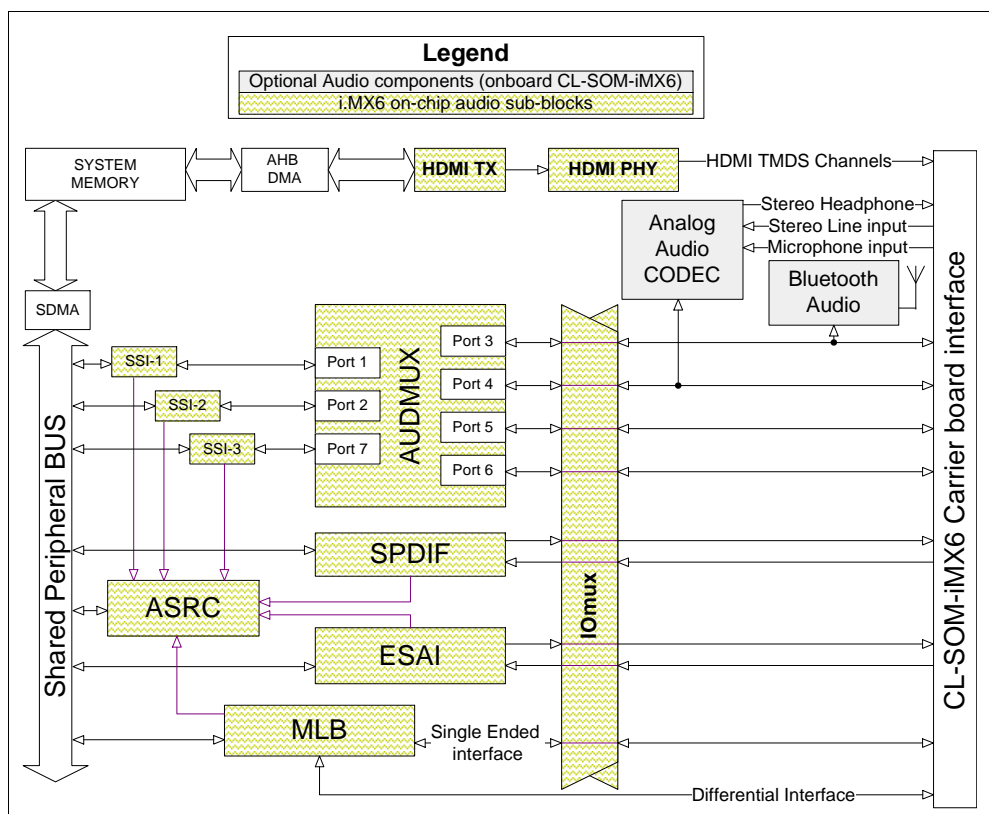 Legend
Optional Audio components (onboard CL-SOM-iMX6)
i.MX6 on-chip audio sub-blocks
SYSTEM
MEMORY
AHB
DMA
HDMI TX
HDMI PHY
HDMI TMDS Channels
Stereo Headphone
Stereo Line input
Microphone input
Analog
Audio
CODEC
Bluetooth
Audio
SDMA
SSI-1
SSI-2
SSI-3
Port 1
Port 2
Port 7
AUDMUX
Port 3
Port 4
Port 5
Port 6
Shared Peripheral BUS
SPDIF
ASRC
ESAI
MLB
Single Ended
interface
IOmux
Differential Interface
CL-SOM-iMX6 Carrier board interface